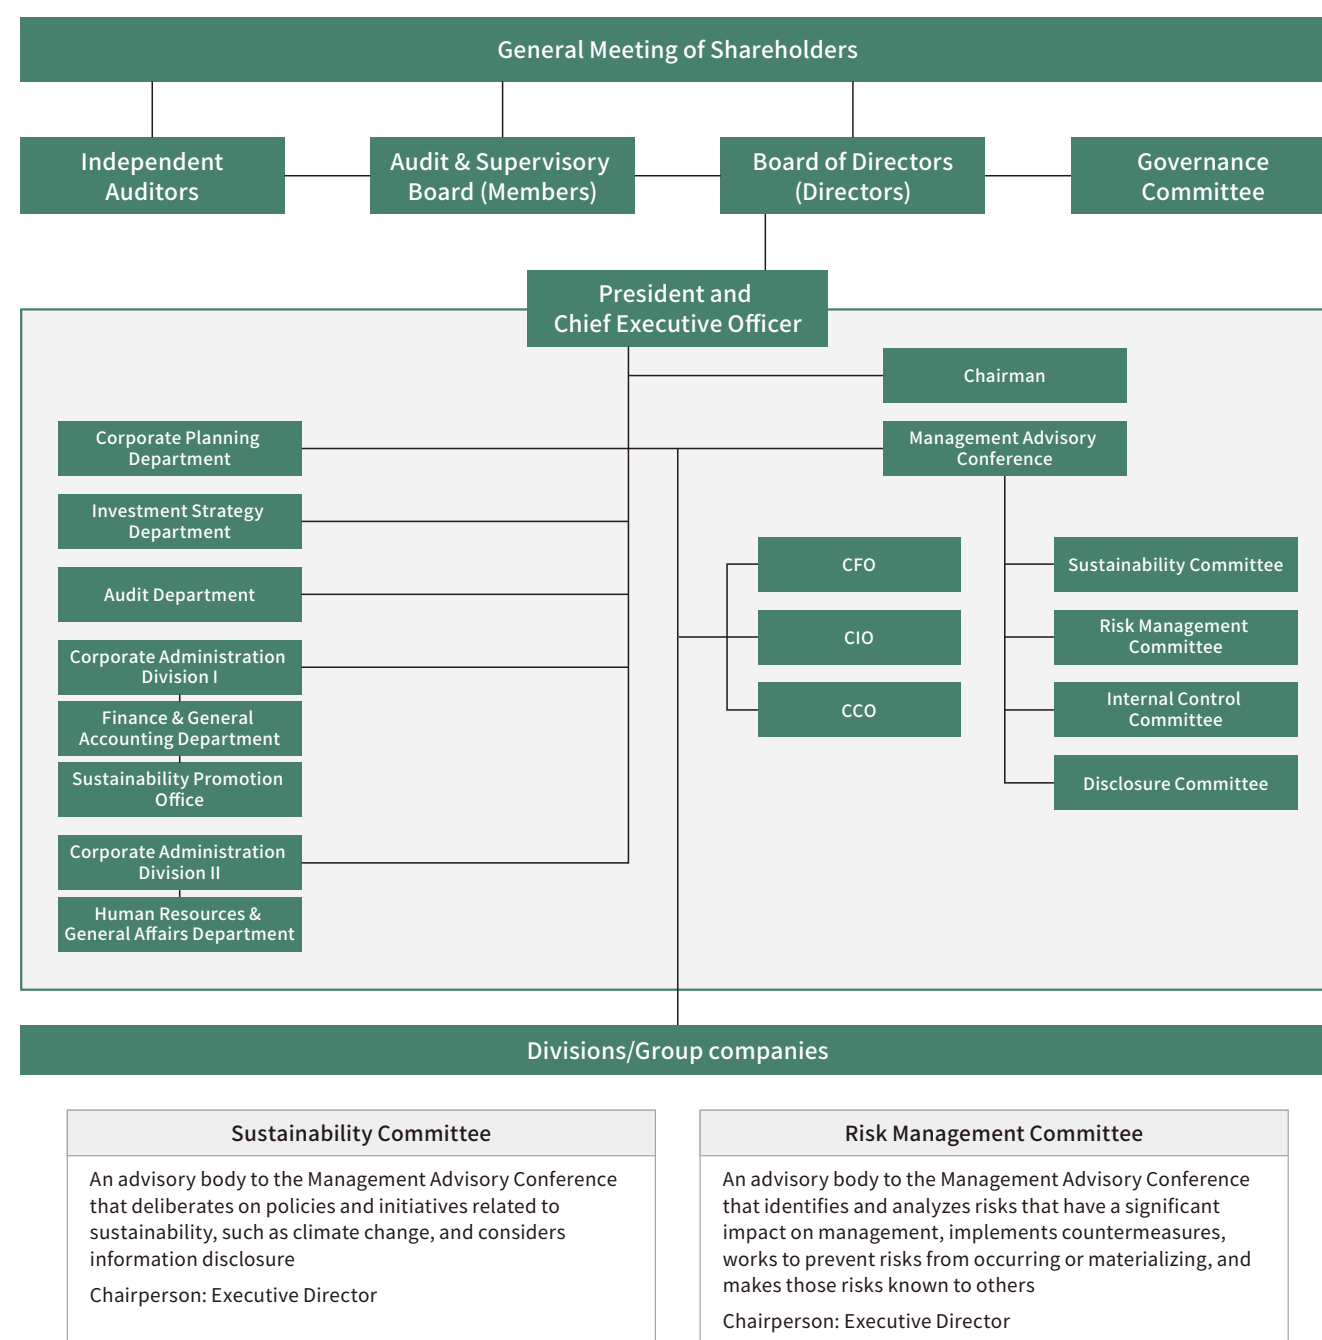 General Meeting of Shareholders
Independent
Auditors
Audit & Supervisory
Board (Members)
Board of Directors
(Directors)
Governance
Committee
President and
Chief Executive Officer
Chairman
Corporate Planning
Department
Management Advisory
Conference
Investment Strategy
Department
CFO
Sustainability Committee
Audit Department
CIO
Risk Management
Committee
Corporate Administration
Division I
CCO
Internal Control
Committee
Finance & General
Accounting Department
Sustainability Promotion
Office
Disclosure Committee
Corporate Administration
Division II
Human Resources &
General Affairs Department
Divisions/Group companies
Sustainability Committee
An advisory body to the Management Advisory Conference
that deliberates on policies and initiatives related to
sustainability, such as climate change, and considers
information disclosure
Chairperson: Executive Director
Risk Management Committee
An advisory body to the Management Advisory Conference
that identifies and analyzes risks that have a significant
impact on management, implements countermeasures,
works to prevent risks from occurring or materializing, and
makes those risks known to others
Chairperson: Executive Director